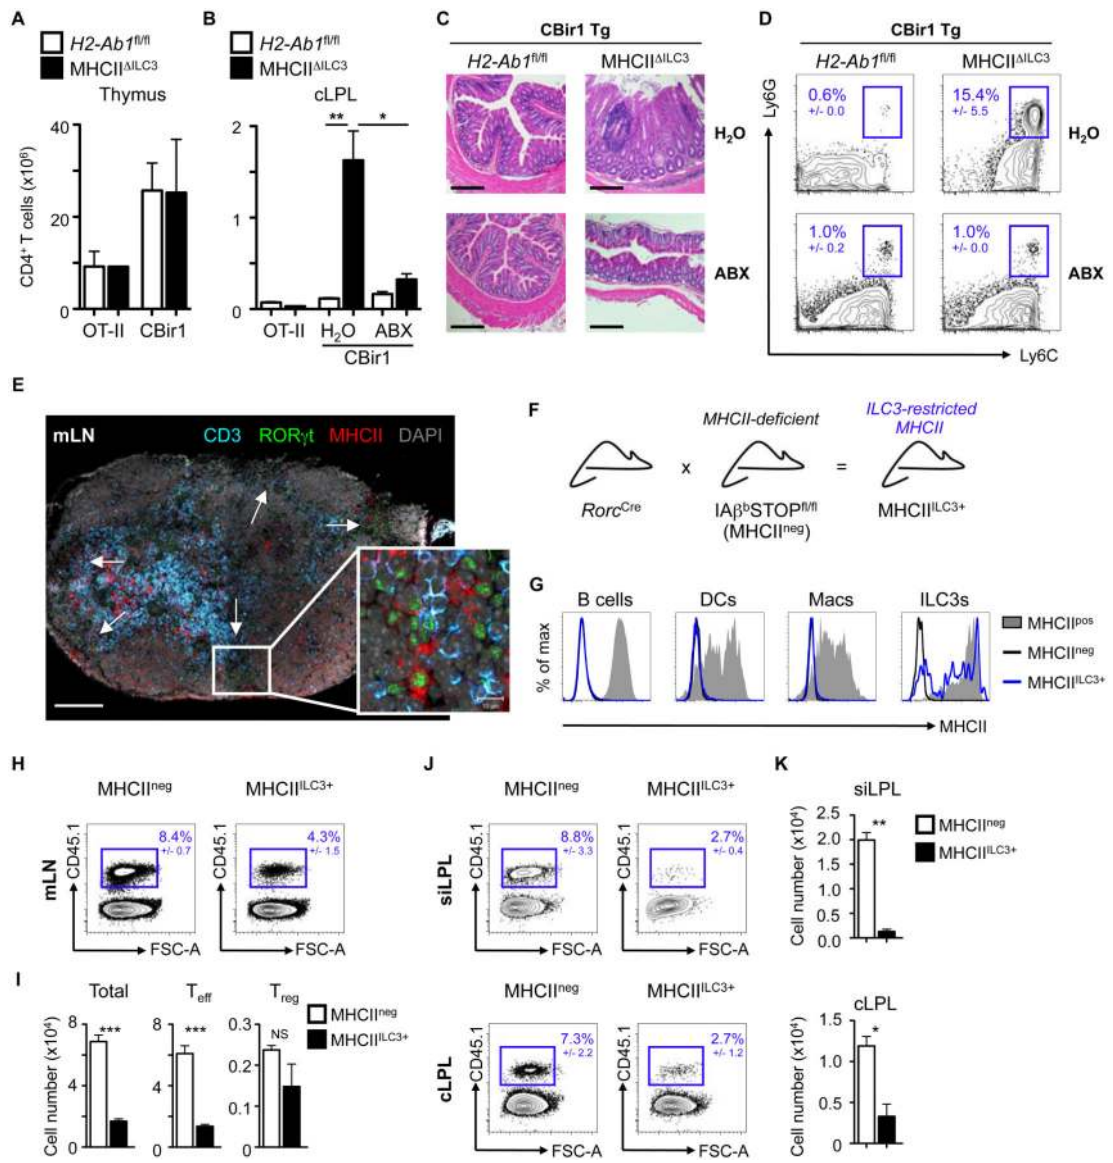 A
H2-Ab1fl/fl
MHCIIΔILC3
Thymus
CD4+ T cells (x10⁶)
40
20
0
OT-II CBir1
B
H2-Ab1fl/fl
MHCIIΔILC3
cLPL
2
1
0
** *
OT-II H2O ABX
CBir1
C
CBir1 Tg
H2-Ab1fl/fl MHCIIΔILC3
H2O
ABX
D
CBir1 Tg
H2-Ab1fl/fl MHCIIΔILC3
Ly6G
0.6%
+/- 0.0
15.4%
+/- 5.5
H2O
1.0%
+/- 0.2
1.0%
+/- 0.0
ABX
Ly6C
E
mLN CD3 RORγt MHCII DAPI
F
MHCII-deficient
ILC3-restricted
MHCII
x =
RorcCre
IAβᵇSTOPfl/fl
(MHCIIneg)
MHCIIILC3+
G
B cells DCs Macs ILC3s
% of max
MHCIIpos
MHCIIneg
MHCIIILC3+
MHCII
H
MHCIIneg MHCIIILC3+
mLN
CD45.1
8.4%
+/- 0.7
CD45.1
4.3%
+/- 1.5
FSC-A FSC-A
I
Total Teff Treg
Cell number (x10⁴)
8
4
0
***
8
4
0
***
0.3
0.2
0.1
0
NS
MHCIIneg
MHCIIILC3+
J
MHCIIneg MHCIIILC3+
siLPL
CD45.1
8.8%
+/- 3.3
CD45.1
2.7%
+/- 0.4
FSC-A FSC-A
MHCIIneg MHCIIILC3+
cLPL
CD45.1
7.3%
+/- 2.2
CD45.1
2.7%
+/- 1.2
FSC-A FSC-A
K
siLPL
Cell number (x10⁴)
2.5
2.0
1.5
1.0
0.5
0.0
**
MHCIIneg
MHCIIILC3+
cLPL
Cell number (x10⁴)
1.5
1.0
0.5
0
*